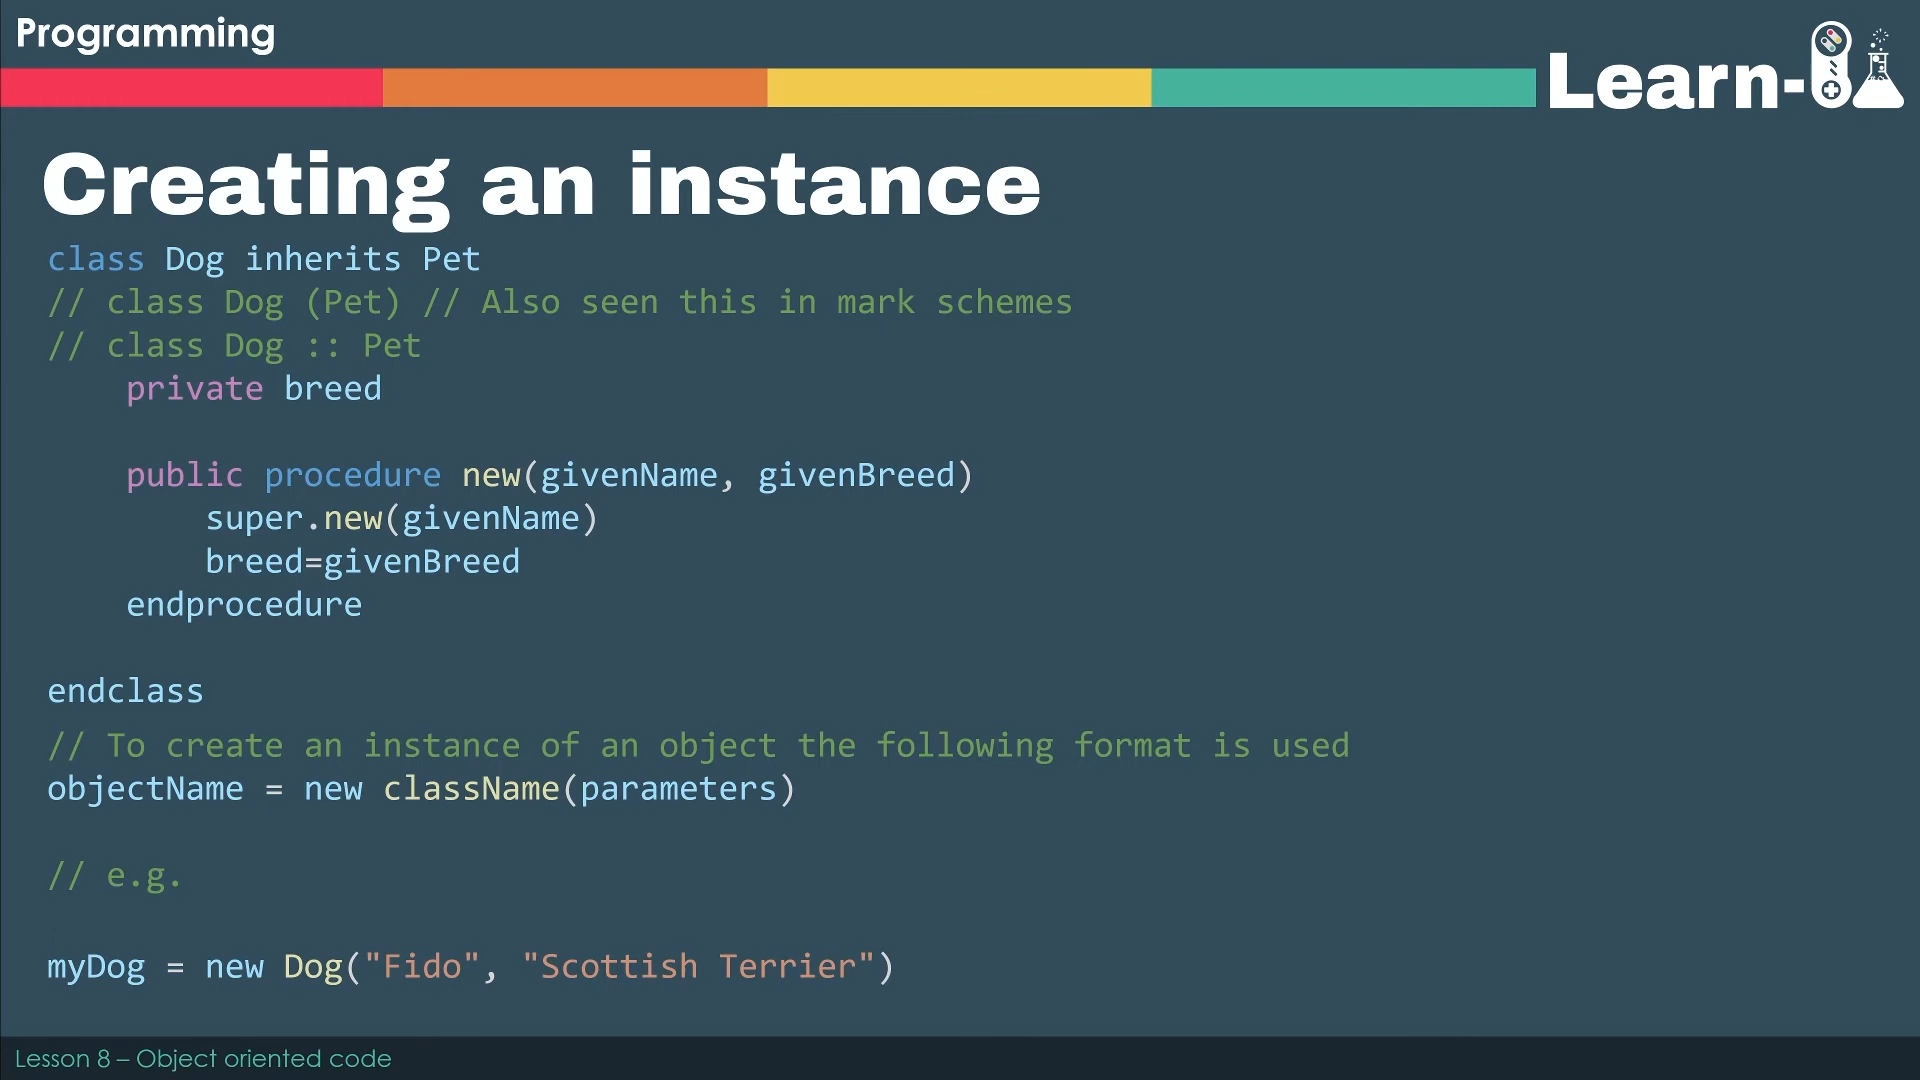 Programming
Learn-
Creating an instance
class Dog inherits Pet
// class Dog (Pet) // Also seen this in mark schemes
// class Dog :: Pet
    private breed
    public procedure new(givenName, givenBreed)
        super.new(givenName)
        breed=givenBreed
    endprocedure
endclass
// To create an instance of an object the following format is used
objectName = new className(parameters)
// e.g.
myDog = new Dog("Fido", "Scottish Terrier")
Lesson 8 – Object oriented code